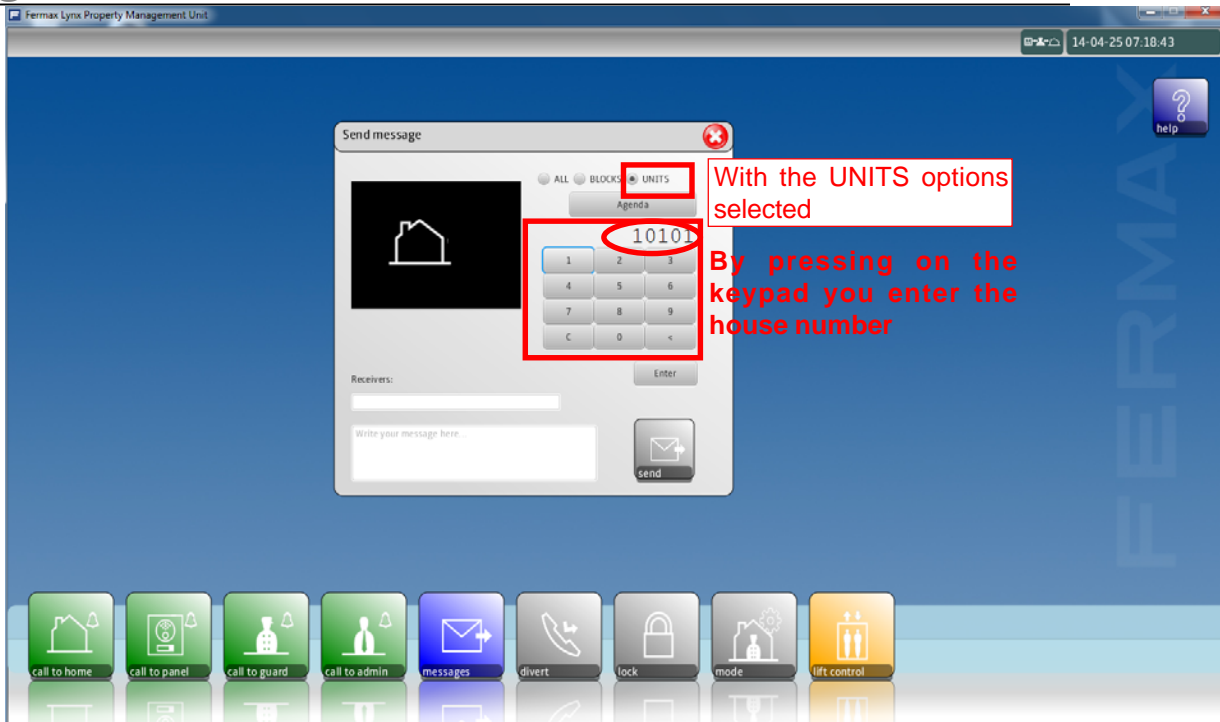 Fermax Lynx Property Management Unit
14-04-25 07:18:43
help
Send message
ALL BLOCKS UNITS
With the UNITS options
selected
Agenda
10101
1 2 3
4 5 6
7 8 9
C 0 <
By pressing on the
keypad you enter the
house number
Enter
Receivers:
Write your message here...
send
FERMAX
call to home
call to panel
call to guard
call to admin
messages
divert
lock
mode
lift control